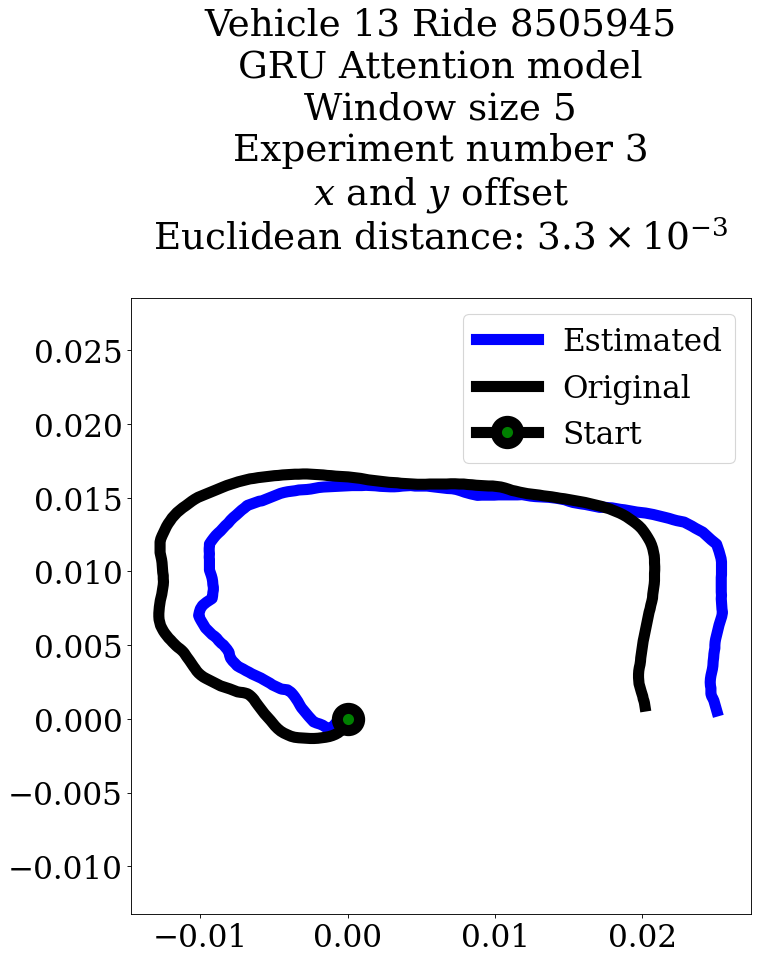 Vehicle 13 Ride 8505945
GRU Attention model
Window size 5
Experiment number 3
x and y offset
Euclidean distance: 3.3 × 10⁻³
Estimated
Original
Start
0.025
0.020
0.015
0.010
0.005
0.000
−0.005
−0.010
−0.01 0.00 0.01 0.02